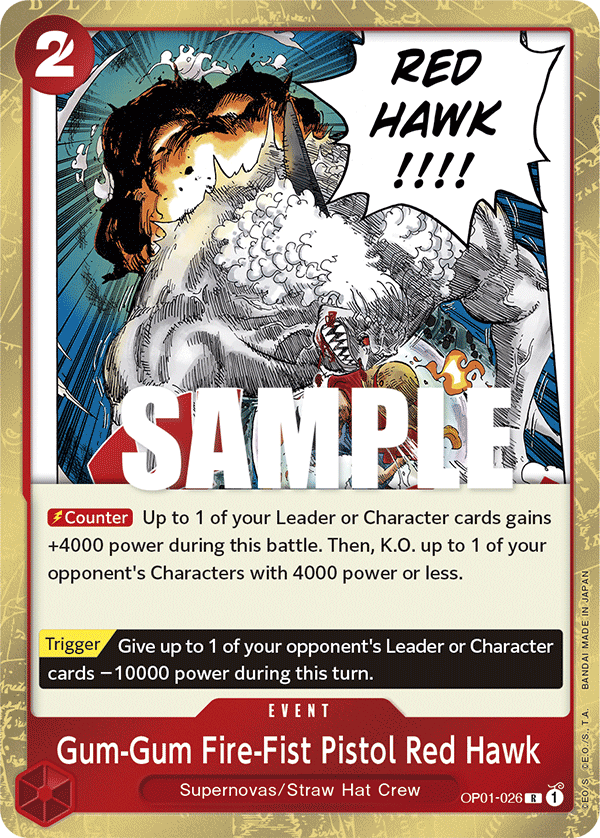 2
RED
HAWK
!!!!
SAMPLE
Counter Up to 1 of your Leader or Character cards gains
+4000 power during this battle. Then, K.O. up to 1 of your
opponent's Characters with 4000 power or less.
Trigger Give up to 1 of your opponent's Leader or Character
cards −10000 power during this turn.
EVENT
Gum-Gum Fire-Fist Pistol Red Hawk
Supernovas/Straw Hat Crew
OP01-026 R 1
©E.O./S. ©E.O./S.,T.A. BANDAI MADE IN JAPAN